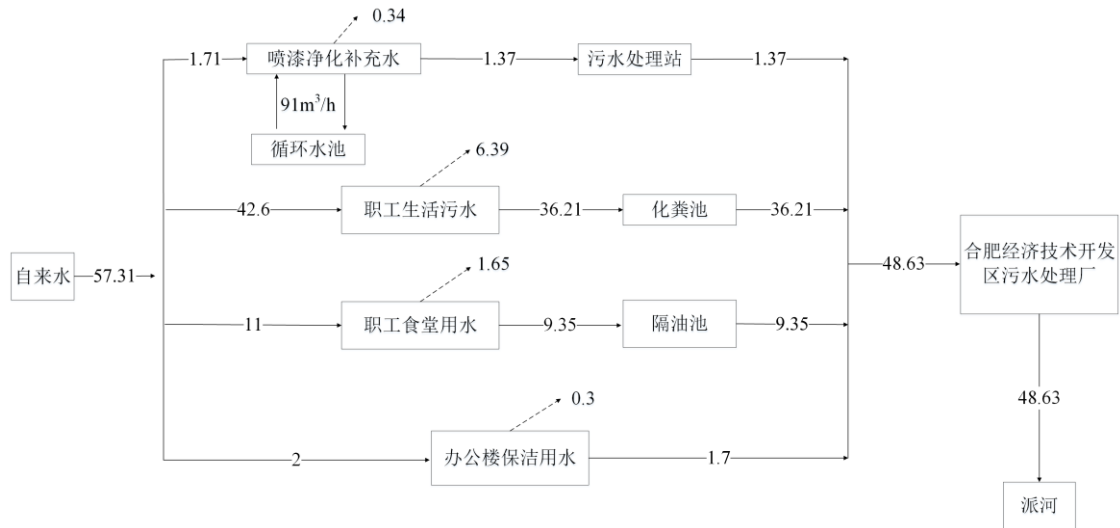 0.34
1.71
喷漆净化补充水
1.37
污水处理站
1.37
91m³/h
循环水池
6.39
42.6
职工生活污水
36.21
化粪池
36.21
自来水
57.31
1.65
48.63
合肥经济技术开发
区污水处理厂
11
职工食堂用水
9.35
隔油池
9.35
0.3
48.63
2
办公楼保洁用水
1.7
派河